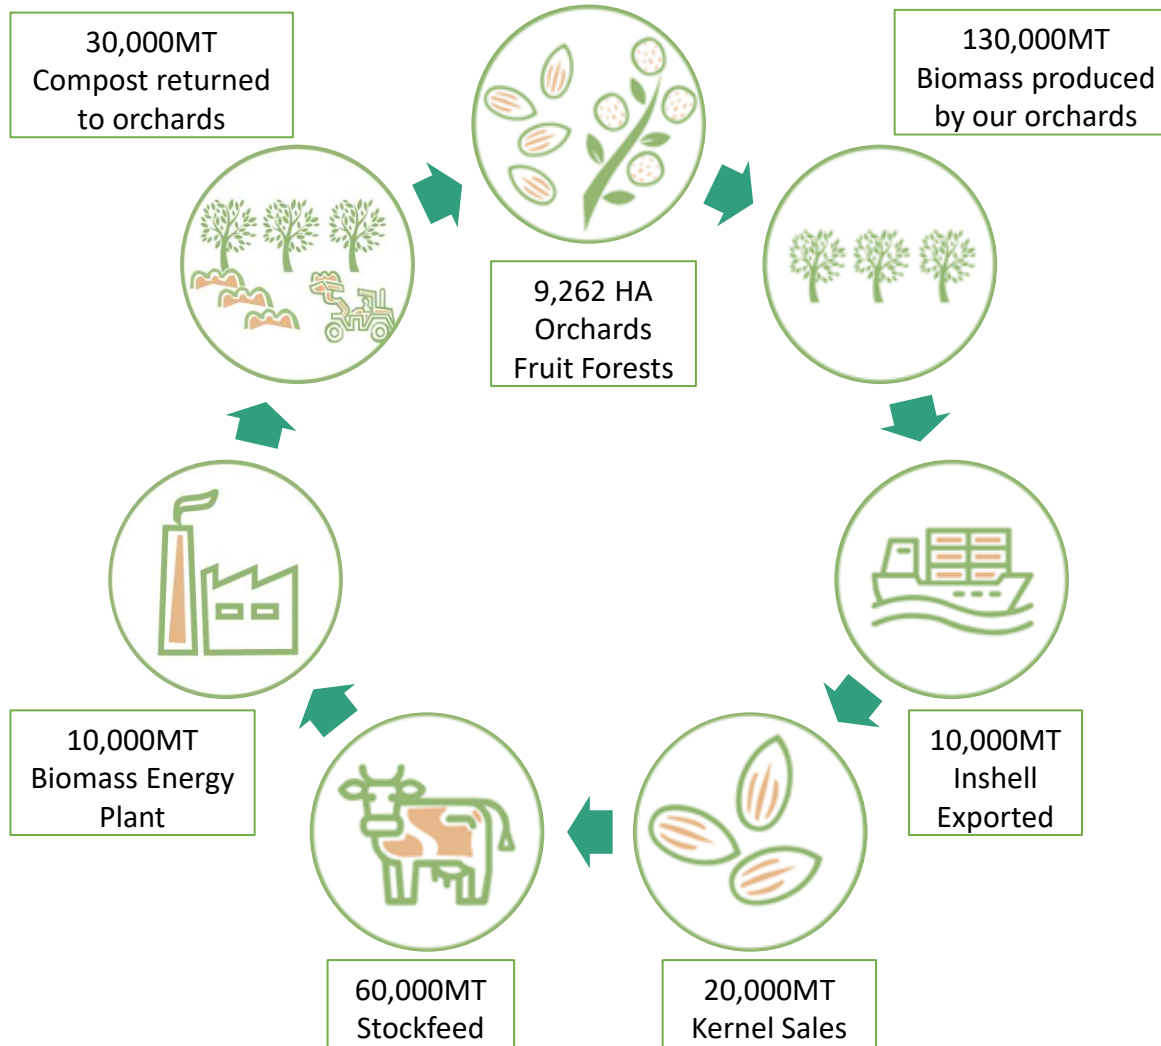 30,000MT
Compost returned
to orchards
130,000MT
Biomass produced
by our orchards
9,262 HA
Orchards
Fruit Forests
10,000MT
Biomass Energy
Plant
10,000MT
Inshell
Exported
60,000MT
Stockfeed
20,000MT
Kernel Sales